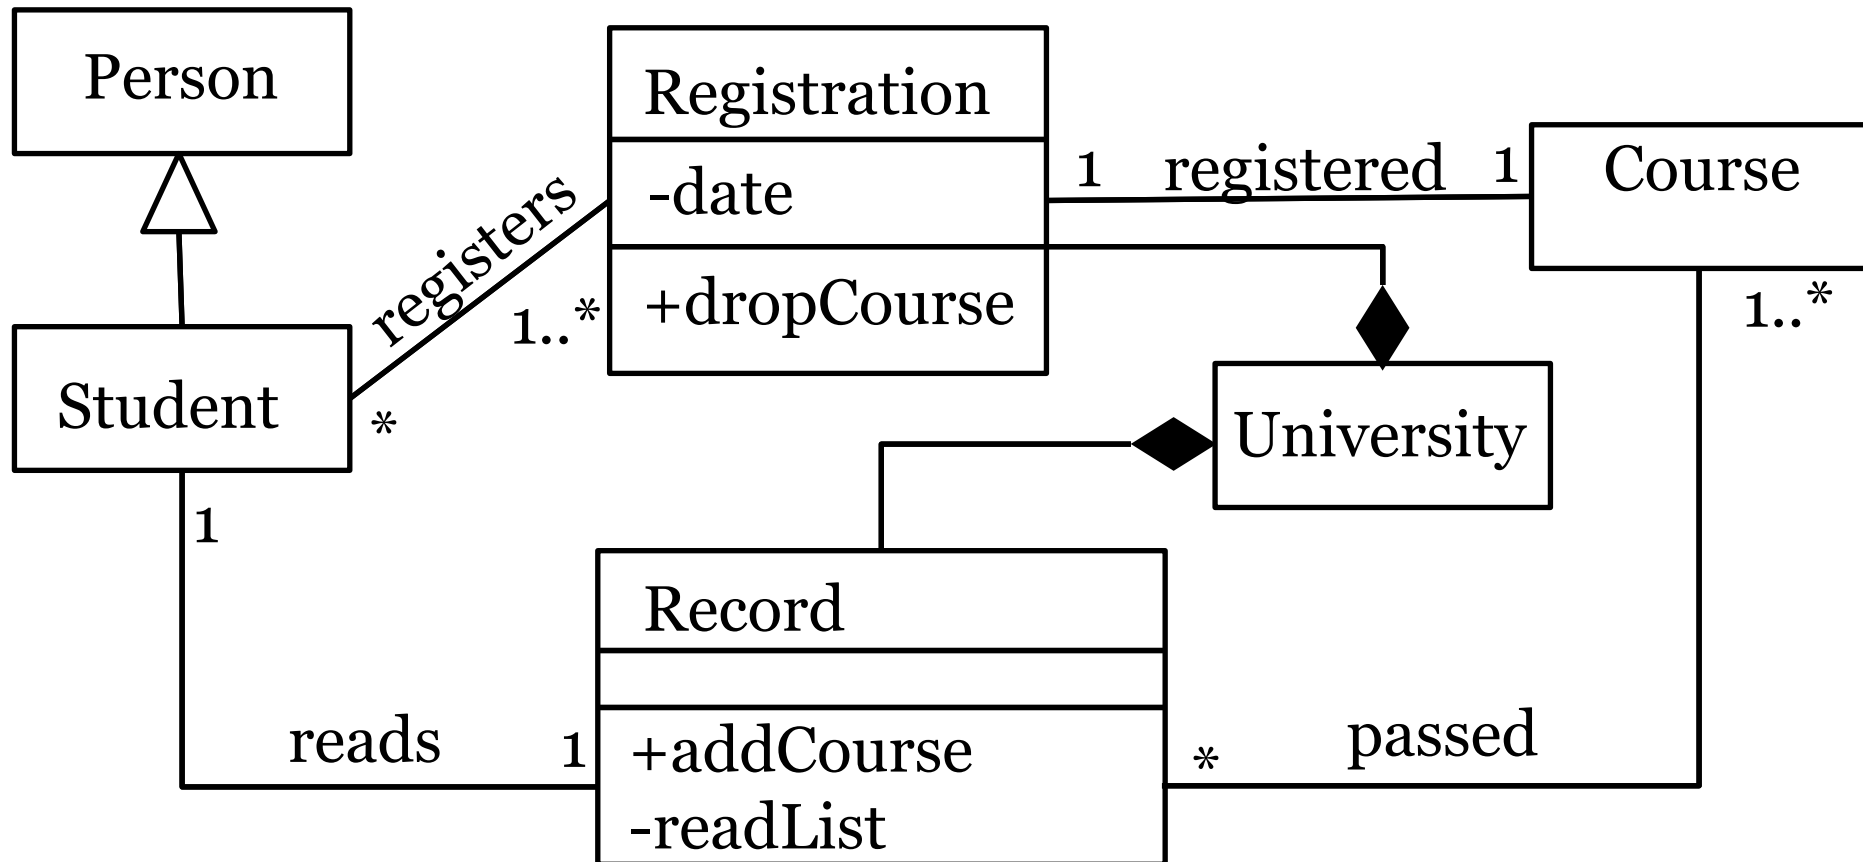 Person
Registration
-date
+dropCourse
registers
1..*
*
1
registered
1
Course
1..*
Student
University
1
reads
1
Record
+addCourse
-readList
*
passed